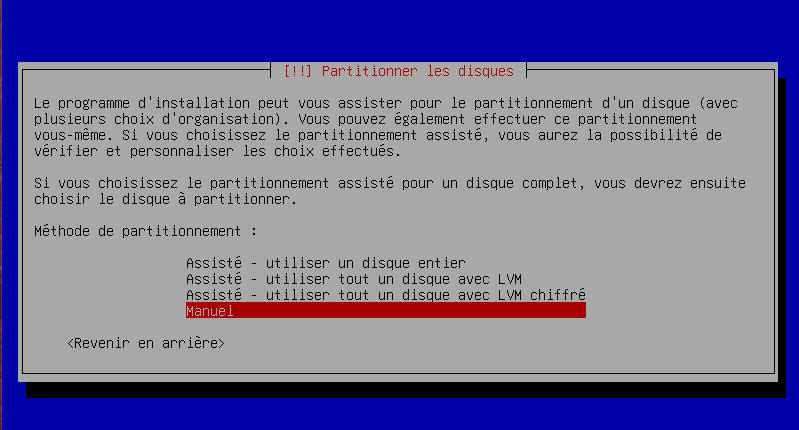 [!!] Partitionner les disques
Le programme d'installation peut vous assister pour le partitionnement d'un disque (avec
plusieurs choix d'organisation). Vous pouvez également effectuer ce partitionnement
vous-même. Si vous choisissez le partitionnement assisté, vous aurez la possibilité de
vérifier et personnaliser les choix effectués.
Si vous choisissez le partitionnement assisté pour un disque complet, vous devrez ensuite
choisir le disque à partitionner.
Méthode de partitionnement :
Assisté - utiliser un disque entier
Assisté - utiliser tout un disque avec LVM
Assisté - utiliser tout un disque avec LVM chiffré
Manuel
<Revenir en arrière>